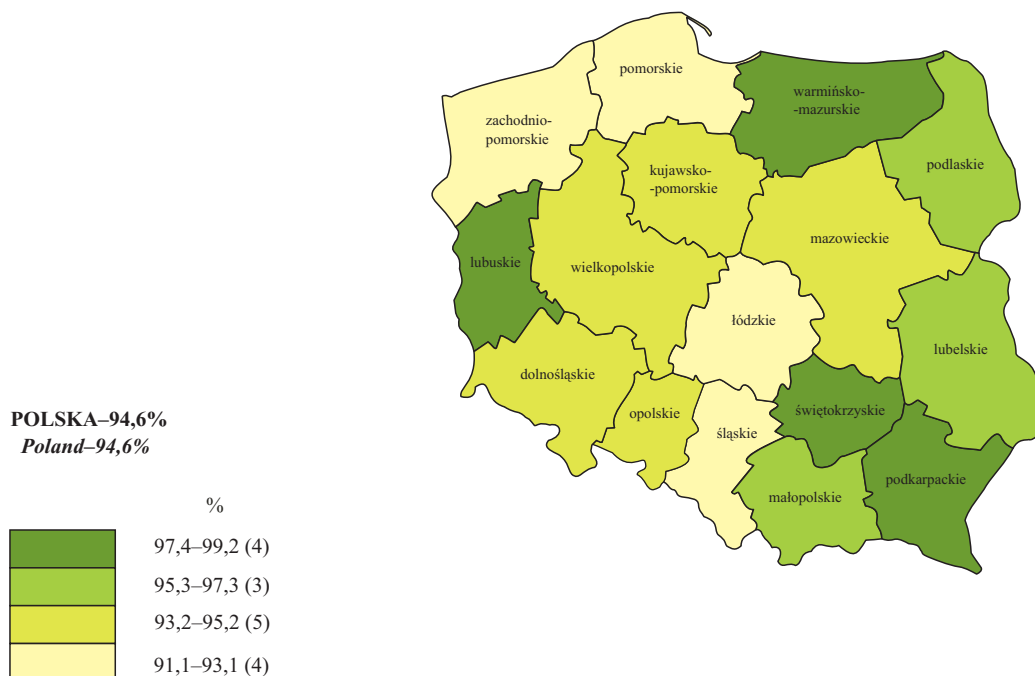 pomorskie
warmińsko-
-mazurskie
zachodnio-
pomorskie
podlaskie
kujawsko-
-pomorskie
mazowieckie
lubuskie
wielkopolskie
łódzkie
lubelskie
dolnośląskie
opolskie
świętokrzyskie
śląskie
podkarpackie
małopolskie
POLSKA–94,6%
Poland–94,6%
%
97,4–99,2 (4)
95,3–97,3 (3)
93,2–95,2 (5)
91,1–93,1 (4)